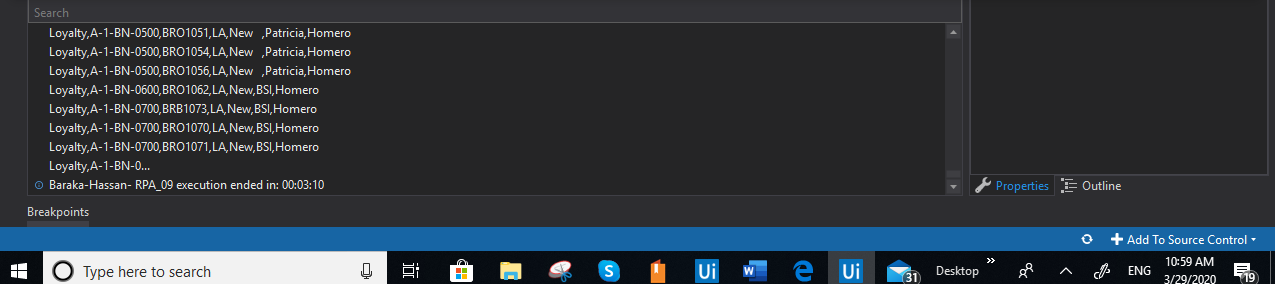 Search
Loyalty,A-1-BN-0500,BRO1051,LA,New   ,Patricia,Homero
Loyalty,A-1-BN-0500,BRO1054,LA,New   ,Patricia,Homero
Loyalty,A-1-BN-0500,BRO1056,LA,New   ,Patricia,Homero
Loyalty,A-1-BN-0600,BRO1062,LA,New,BSI,Homero
Loyalty,A-1-BN-0700,BRB1073,LA,New,BSI,Homero
Loyalty,A-1-BN-0700,BRO1070,LA,New,BSI,Homero
Loyalty,A-1-BN-0700,BRO1071,LA,New,BSI,Homero
Loyalty,A-1-BN-0...
Baraka-Hassan- RPA_09 execution ended in: 00:03:10
Properties Outline
Breakpoints
Add To Source Control
Type here to search
S Ui W Ui 31 Desktop » ENG
10:59 AM
3/29/2020
19